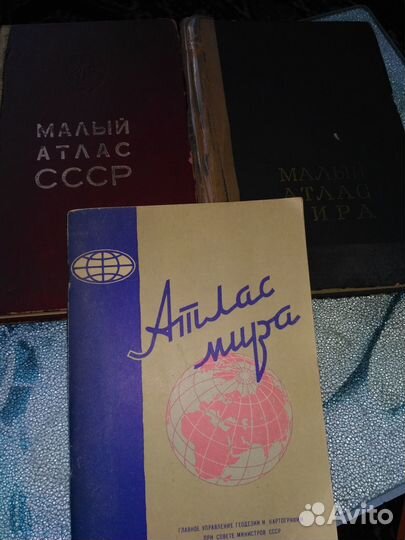 МАЛЫЙ
АТЛАС
СССР
МАЛЫЙ
АТЛАС
МИРА
Атлас
мира
ГЛАВНОЕ УПРАВЛЕНИЕ ГЕОДЕЗИИ И КАРТОГРАФИИ
ПРИ СОВЕТЕ МИНИСТРОВ СССР
Avito